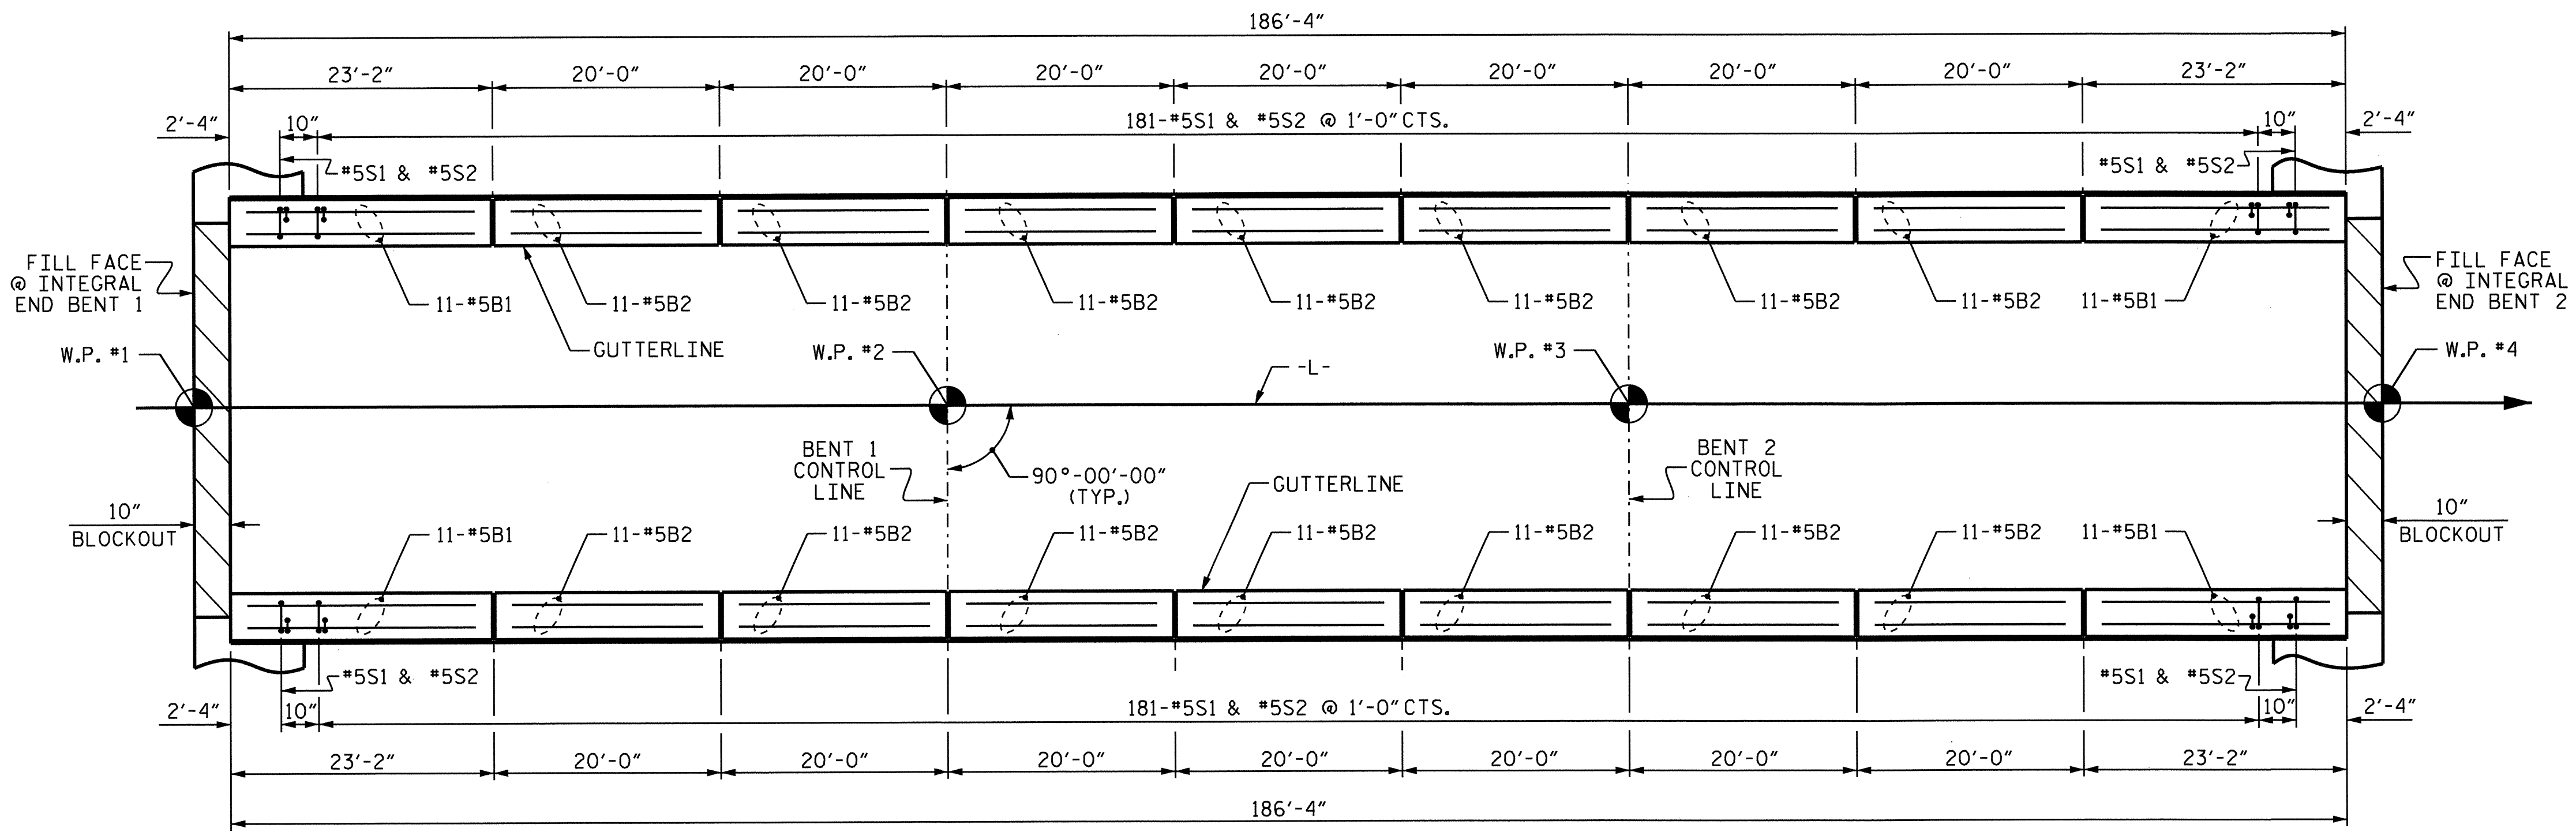 186'-4"
23'-2" 20'-0" 20'-0" 20'-0" 20'-0" 20'-0" 20'-0" 20'-0" 23'-2"
2'-4" 10" 181-#5S1 & #5S2 @ 1'-0" CTS. 10" 2'-4"
#5S1 & #5S2 #5S1 & #5S2
FILL FACE
@ INTEGRAL
END BENT 1
FILL FACE
@ INTEGRAL
END BENT 2
11-#5B1 11-#5B2 11-#5B2 11-#5B2 11-#5B2 11-#5B2 11-#5B2 11-#5B2 11-#5B1
GUTTERLINE
W.P. #1 W.P. #2 W.P. #3 W.P. #4
-L-
BENT 1
CONTROL
LINE
90°-00'-00"
(TYP.)
GUTTERLINE
BENT 2
CONTROL
LINE
10"
BLOCKOUT
10"
BLOCKOUT
11-#5B1 11-#5B2 11-#5B2 11-#5B2 11-#5B2 11-#5B2 11-#5B2 11-#5B2 11-#5B1
#5S1 & #5S2 #5S1 & #5S2
2'-4" 10" 181-#5S1 & #5S2 @ 1'-0" CTS. 10" 2'-4"
23'-2" 20'-0" 20'-0" 20'-0" 20'-0" 20'-0" 20'-0" 20'-0" 23'-2"
186'-4"